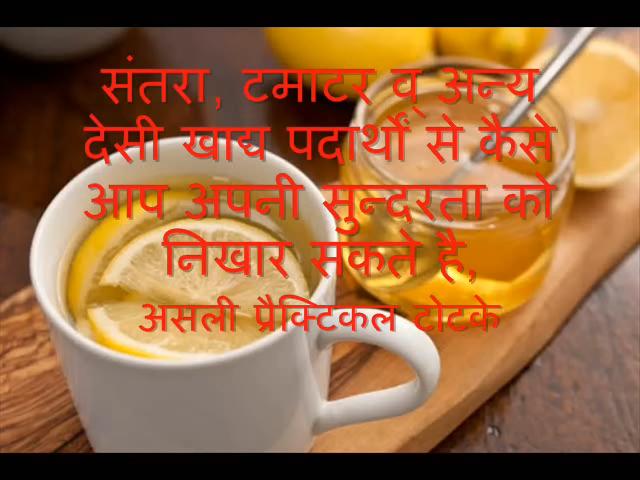 संतरा, टमाटर व् अन्य
देसी खाद्य पदार्थों से कैसे
आप अपनी सुन्दरता को
निखार सकते है,
असली प्रैक्टिकल टोटके